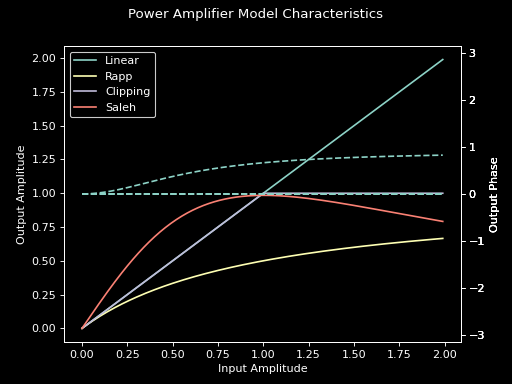 Power Amplifier Model Characteristics
Linear
Rapp
Clipping
Saleh
Output Amplitude
2.00
1.75
1.50
1.25
1.00
0.75
0.50
0.25
0.00
3
2
1
0
−1
−2
−3
Output Phase
0.00 0.25 0.50 0.75 1.00 1.25 1.50 1.75 2.00
Input Amplitude